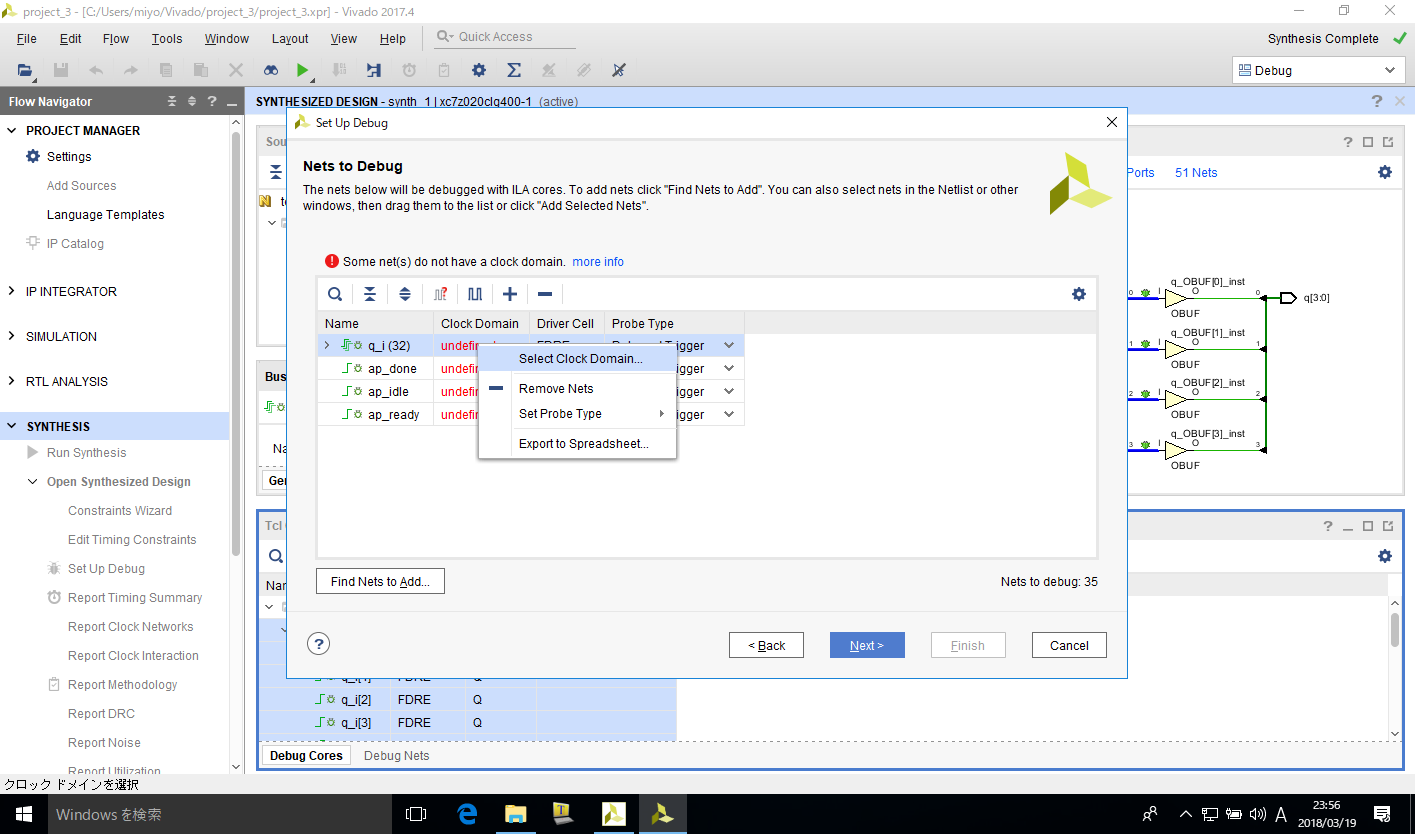 project_3 - [C:/Users/miyo/Vivado/project_3/project_3.xpr] - Vivado 2017.4
File Edit Flow Tools Window Layout View Help
Quick Access
Synthesis Complete
Debug
Flow Navigator
SYNTHESIZED DESIGN - synth_1 | xc7z020clg400-1 (active)
PROJECT MANAGER
Settings
Add Sources
Language Templates
IP Catalog
IP INTEGRATOR
SIMULATION
RTL ANALYSIS
SYNTHESIS
Run Synthesis
Open Synthesized Design
Constraints Wizard
Edit Timing Constraints
Set Up Debug
Report Timing Summary
Report Clock Networks
Report Clock Interaction
Report Methodology
Report DRC
Report Noise
Report Utilization
Set Up Debug
Nets to Debug
The nets below will be debugged with ILA cores. To add nets click "Find Nets to Add". You can also select nets in the Netlist or other
windows, then drag them to the list or click "Add Selected Nets".
Some net(s) do not have a clock domain. more info
Name Clock Domain Driver Cell Probe Type
q_i (32)
ap_done
ap_idle
ap_ready
Select Clock Domain...
Remove Nets
Set Probe Type
Export to Spreadsheet...
Find Nets to Add...
Nets to debug: 35
< Back
Next >
Finish
Cancel
Ports 51 Nets
q_OBUF[0]_inst
0 I O 0
OBUF
q[3:0]
q_OBUF[1]_inst
1 I O 1
OBUF
q_OBUF[2]_inst
2 I O 2
OBUF
q_OBUF[3]_inst
3 I O 3
OBUF
q_i[1] FDRE Q
q_i[2] FDRE Q
q_i[3] FDRE Q
Debug Cores Debug Nets
クロック ドメインを選択
Windows を検索
A
23:56
2018/03/19